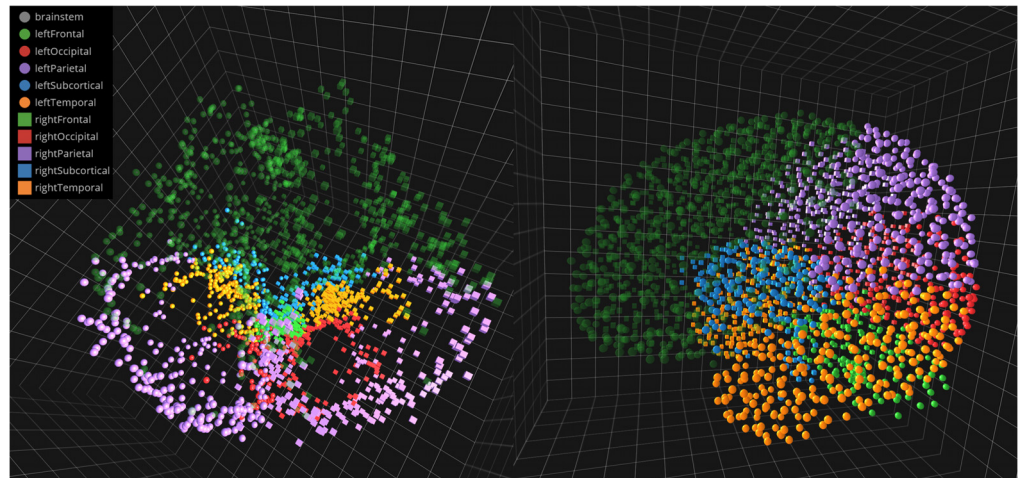 brainstem
leftFrontal
leftOccipital
leftParietal
leftSubcortical
leftTemporal
rightFrontal
rightOccipital
rightParietal
rightSubcortical
rightTemporal